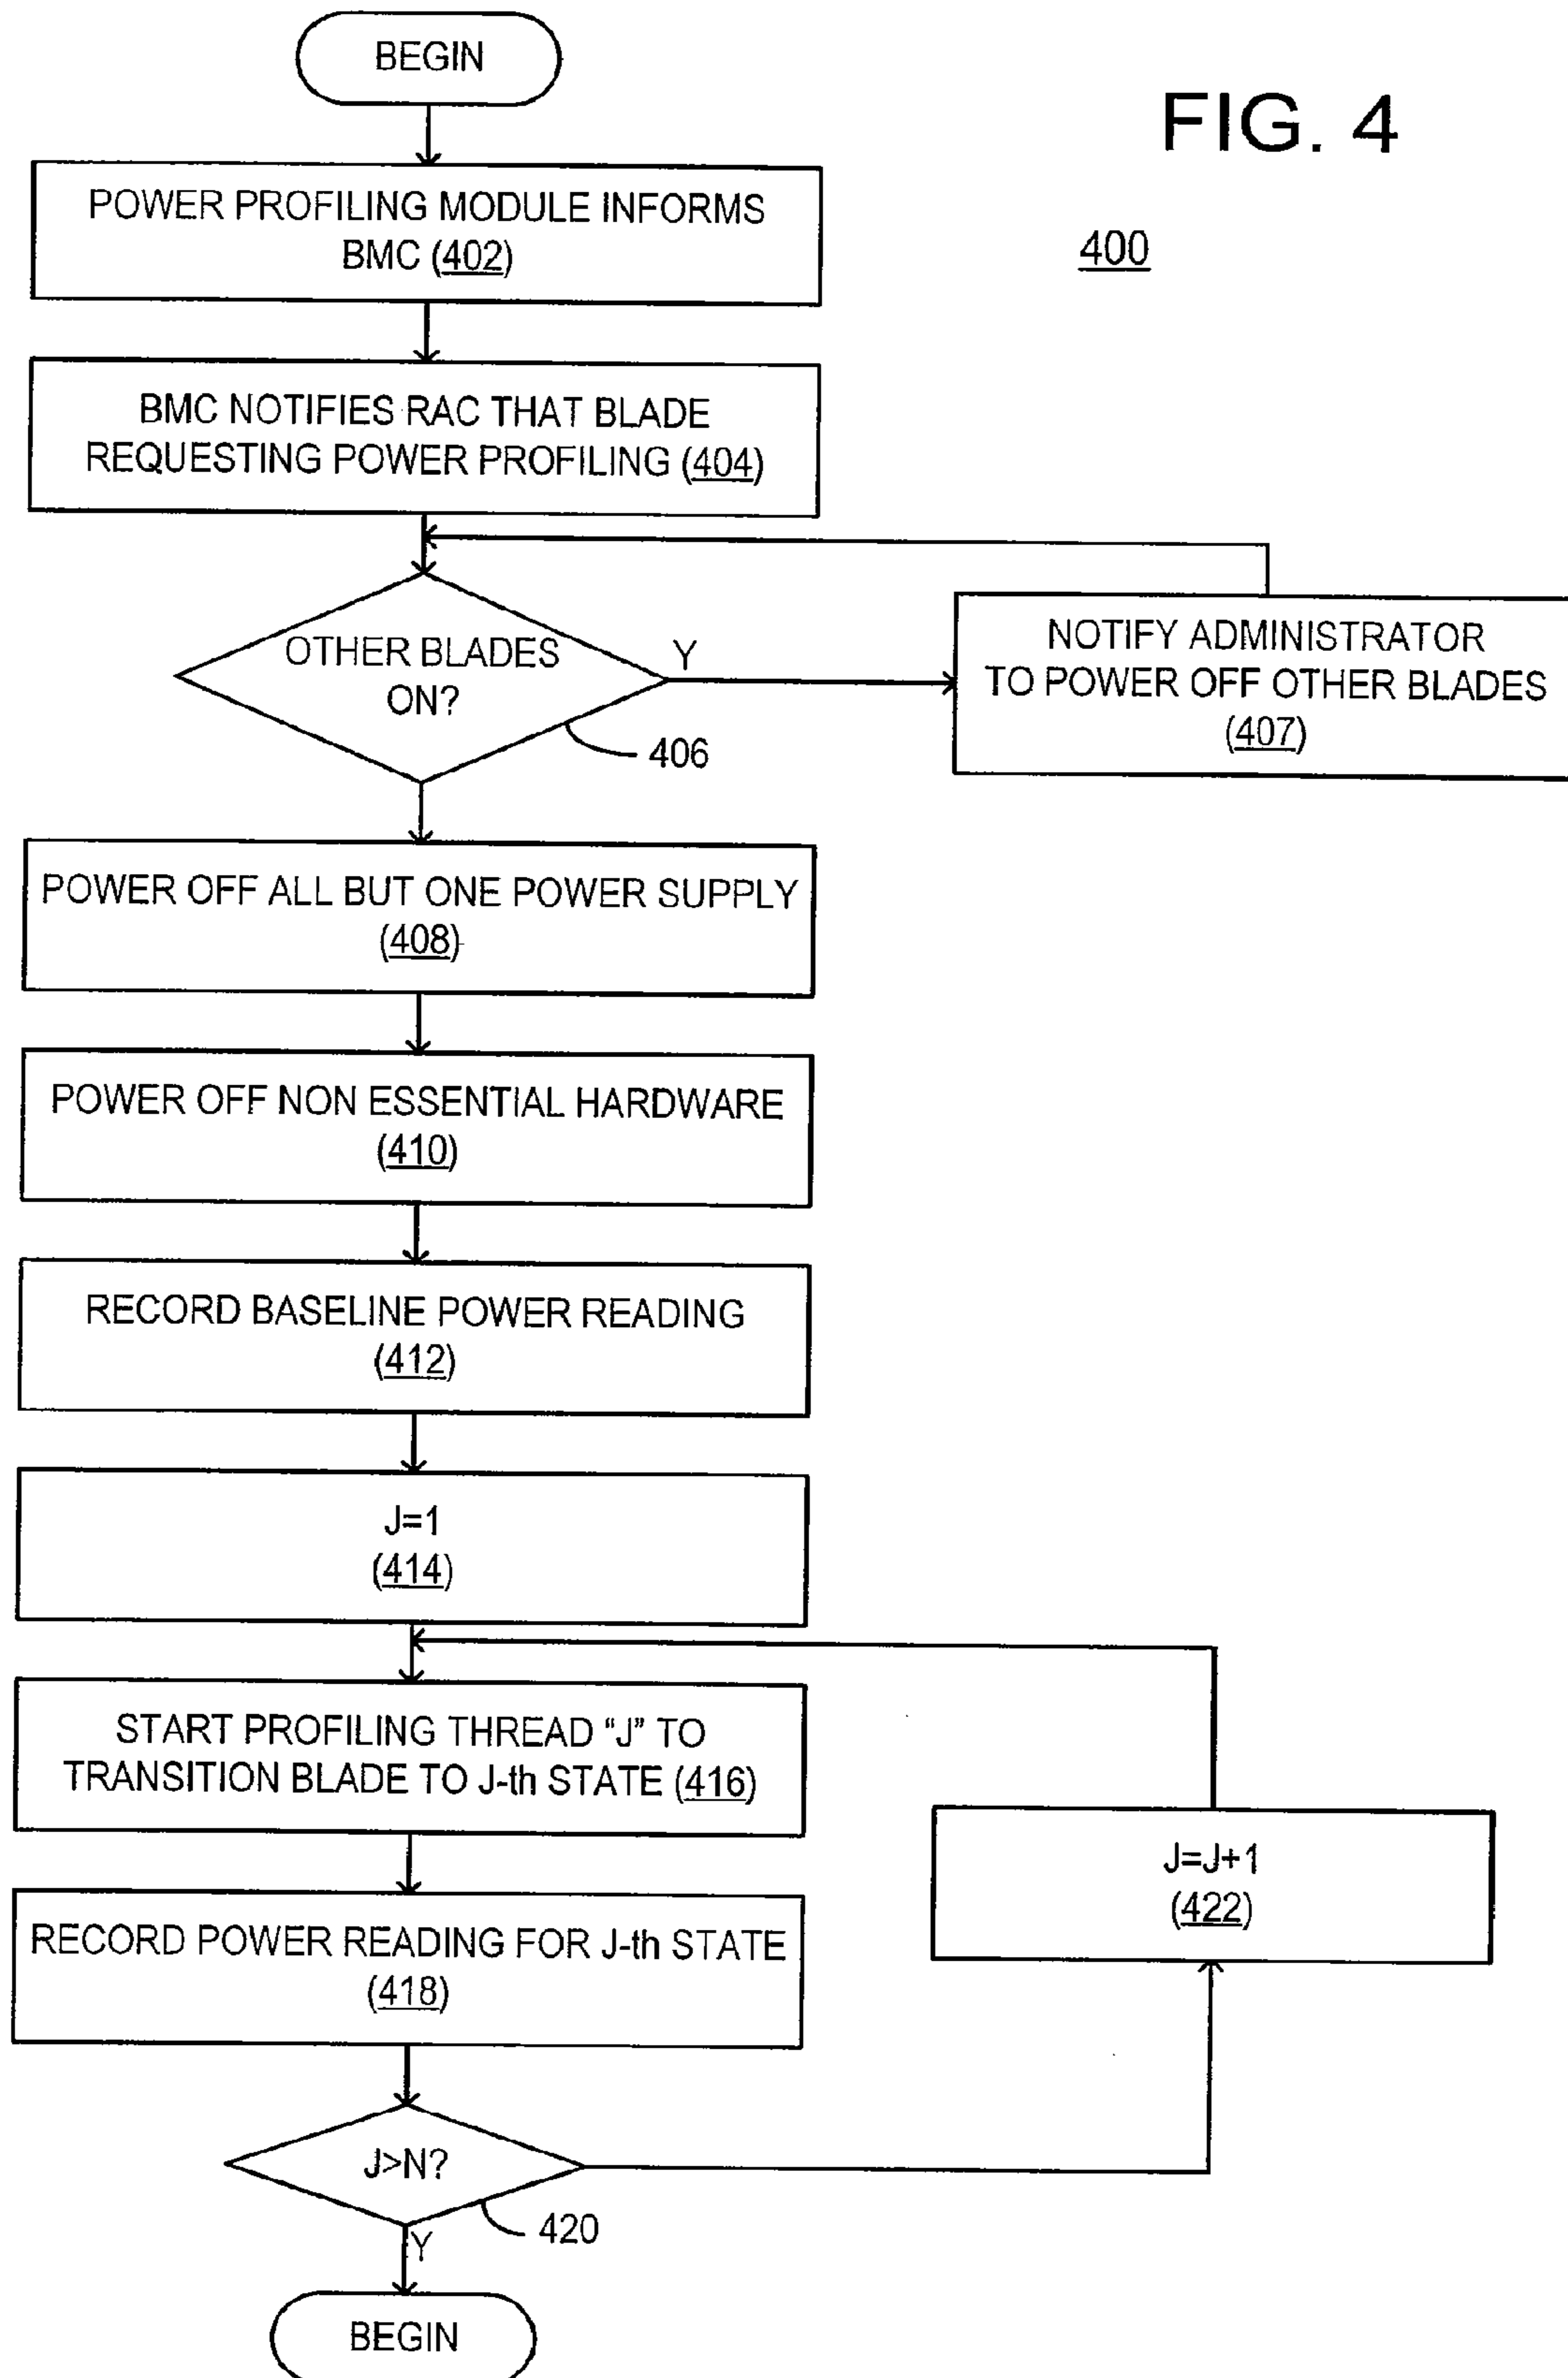 BEGIN
FIG. 4
POWER PROFILING MODULE INFORMS
BMC (402)
400
BMC NOTIFIES RAC THAT BLADE
REQUESTING POWER PROFILING (404)
OTHER BLADES
ON?
Y
406
NOTIFY ADMINISTRATOR
TO POWER OFF OTHER BLADES
(407)
POWER OFF ALL BUT ONE POWER SUPPLY
(408)
POWER OFF NON ESSENTIAL HARDWARE
(410)
RECORD BASELINE POWER READING
(412)
J=1
(414)
START PROFILING THREAD “J” TO
TRANSITION BLADE TO J-th STATE (416)
J=J+1
(422)
RECORD POWER READING FOR J-th STATE
(418)
J>N?
420
Y
BEGIN